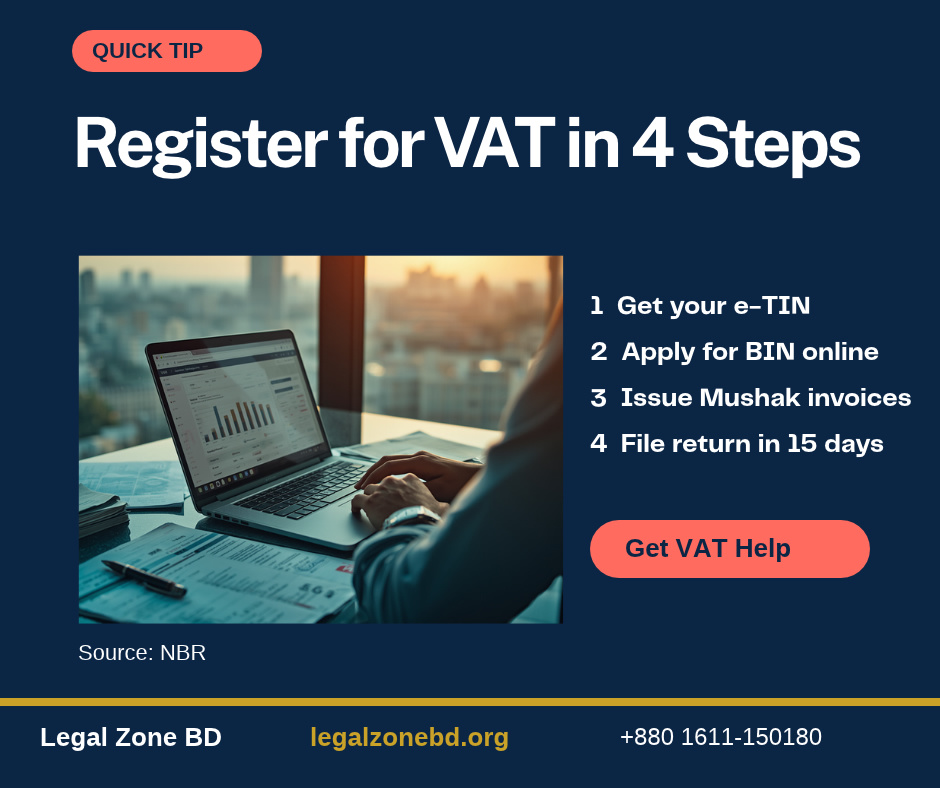 QUICK TIP
Register for VAT in 4 Steps
1 Get your e-TIN
2 Apply for BIN online
3 Issue Mushak invoices
4 File return in 15 days
Get VAT Help
Source: NBR
Legal Zone BD
legalzonebd.org
+880 1611-150180